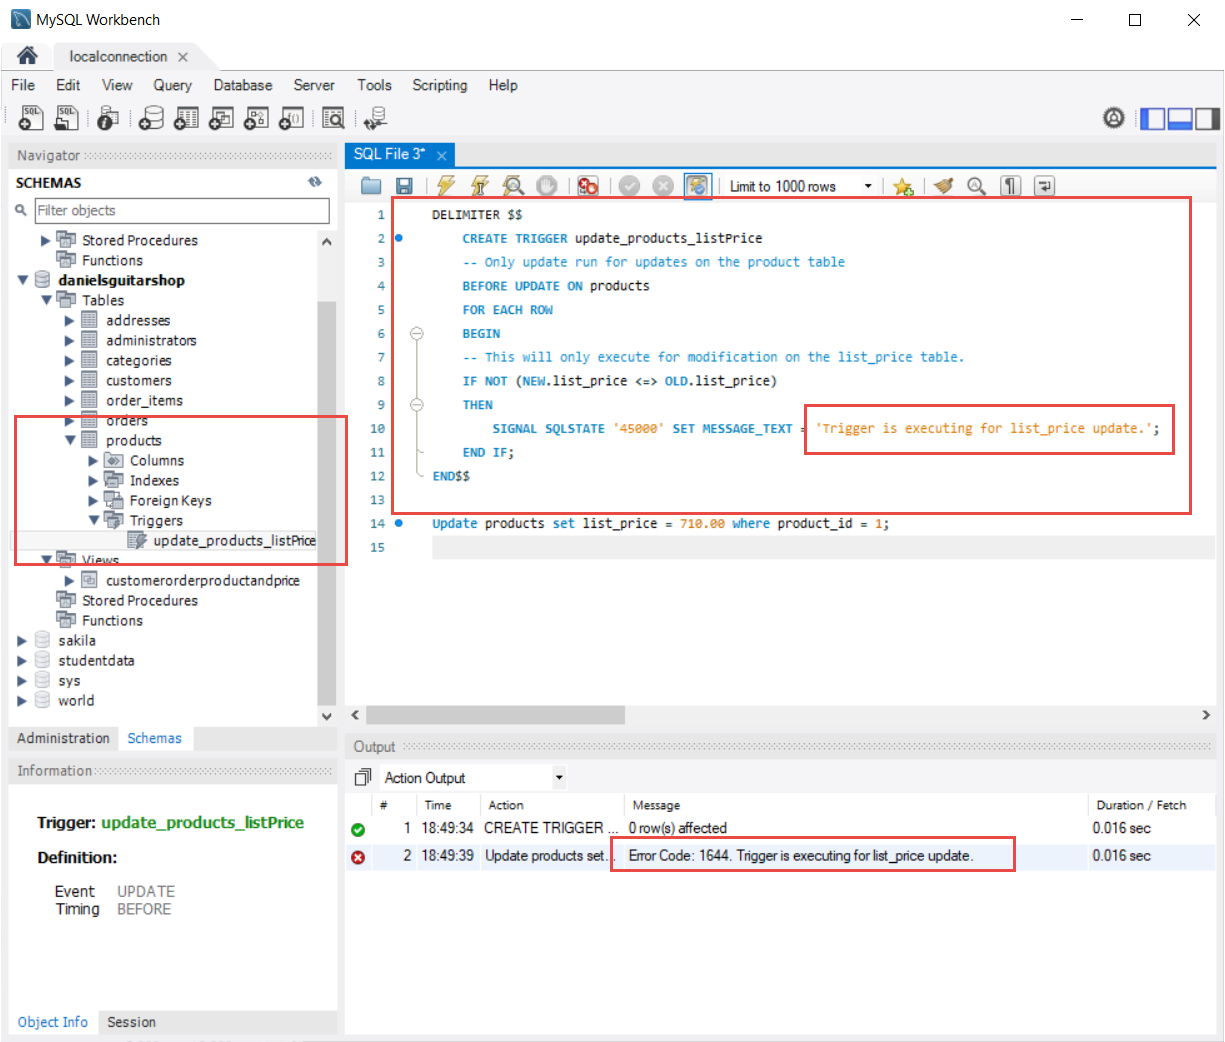 MySQL Workbench
localconnection
File Edit View Query Database Server Tools Scripting Help
Navigator
SCHEMAS
Filter objects
Stored Procedures
Functions
danielsguitarshop
Tables
addresses
administrators
categories
customers
order_items
orders
products
Columns
Indexes
Foreign Keys
Triggers
update_products_listPrice
Views
customerorderproductandprice
Stored Procedures
Functions
sakila
studentdata
sys
world
Administration Schemas
Information
Trigger: update_products_listPrice
Definition:
Event UPDATE
Timing BEFORE
Object Info Session
SQL File 3*
Limit to 1000 rows
1 DELIMITER $$
2 CREATE TRIGGER update_products_listPrice
3 -- Only update run for updates on the product table
4 BEFORE UPDATE ON products
5 FOR EACH ROW
6 BEGIN
7 -- This will only execute for modification on the list_price table.
8 IF NOT (NEW.list_price <=> OLD.list_price)
9 THEN
10 SIGNAL SQLSTATE '45000' SET MESSAGE_TEXT = 'Trigger is executing for list_price update.';
11 END IF;
12 END$$
13
14 Update products set list_price = 710.00 where product_id = 1;
15
Output
Action Output
# Time Action Message Duration / Fetch
1 18:49:34 CREATE TRIGGER ... 0 row(s) affected 0.016 sec
2 18:49:39 Update products set... Error Code: 1644. Trigger is executing for list_price update. 0.016 sec